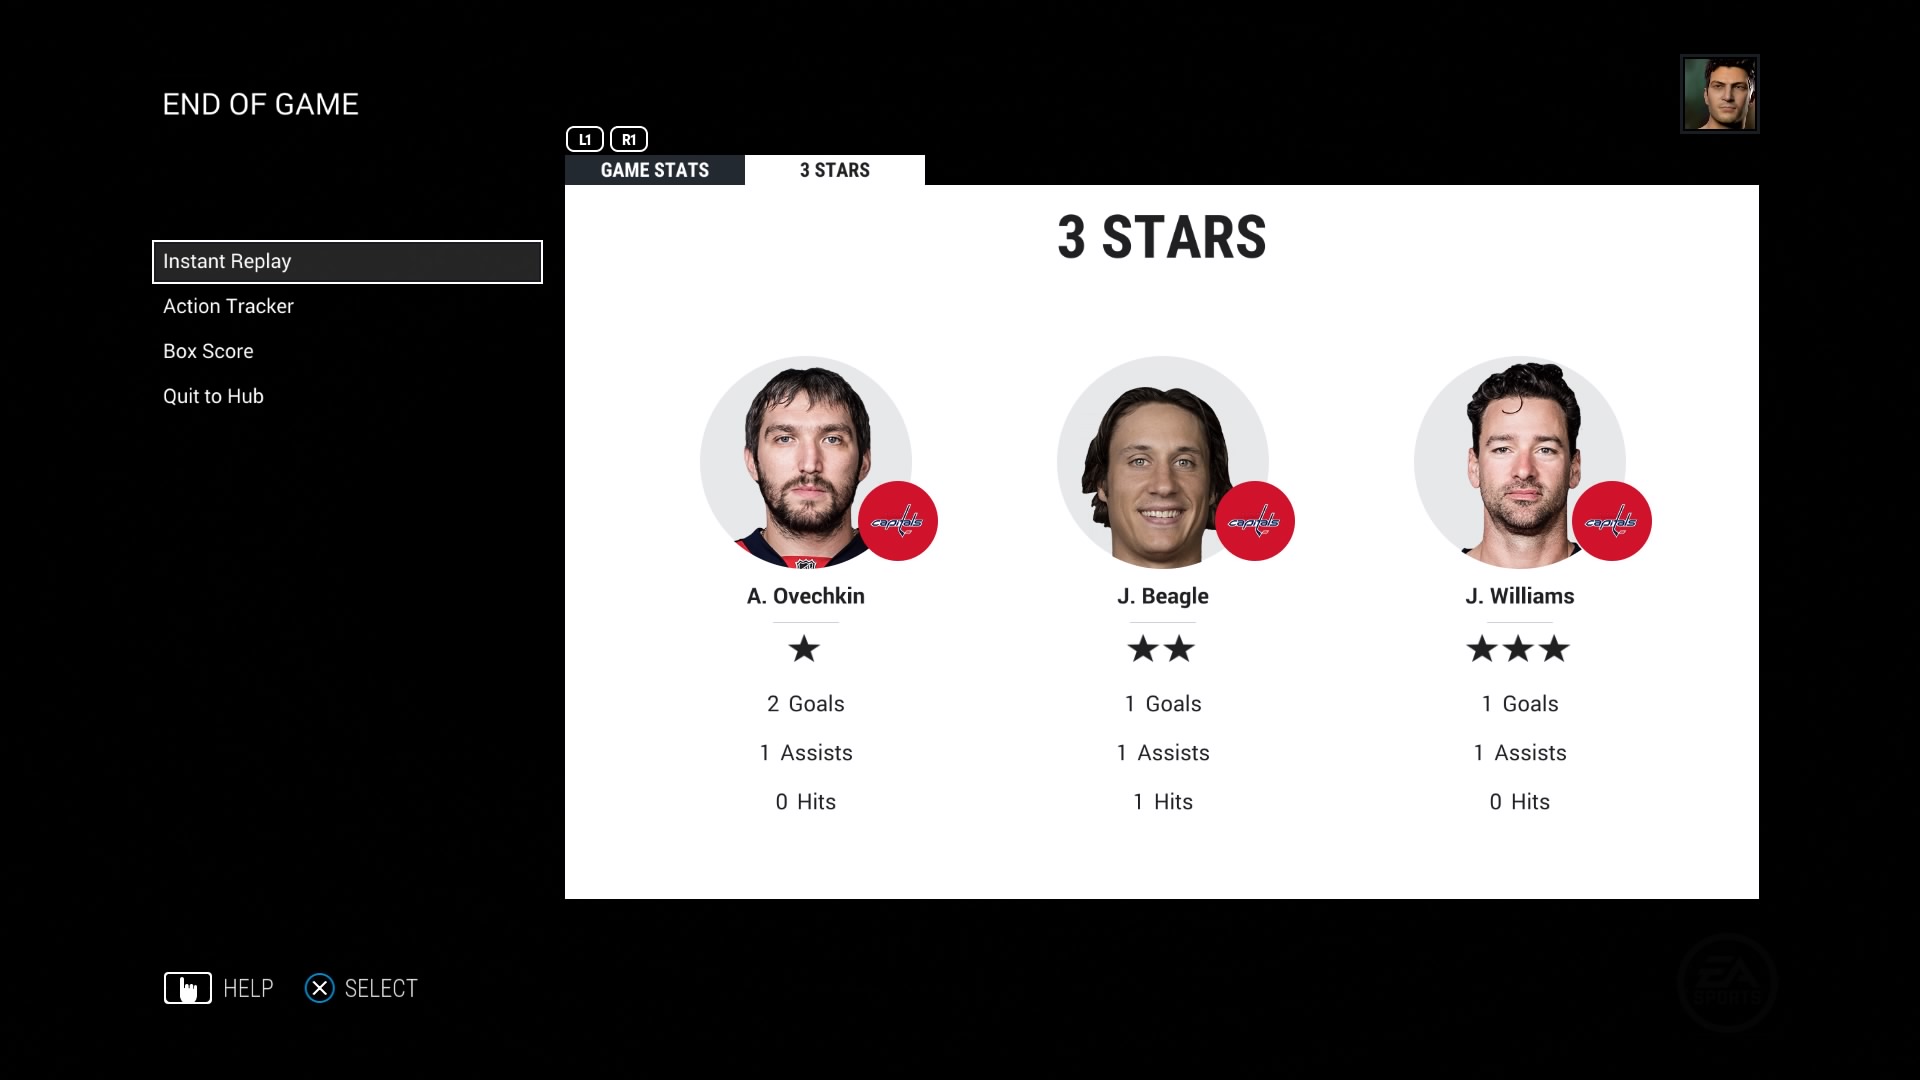 END OF GAME
L1 R1
GAME STATS 3 STARS
3 STARS
Instant Replay
Action Tracker
Box Score
Quit to Hub
capitals capitals capitals
A. Ovechkin J. Beagle J. Williams
2 Goals 1 Goals 1 Goals
1 Assists 1 Assists 1 Assists
0 Hits 1 Hits 0 Hits
HELP SELECT
EA
SPORTS